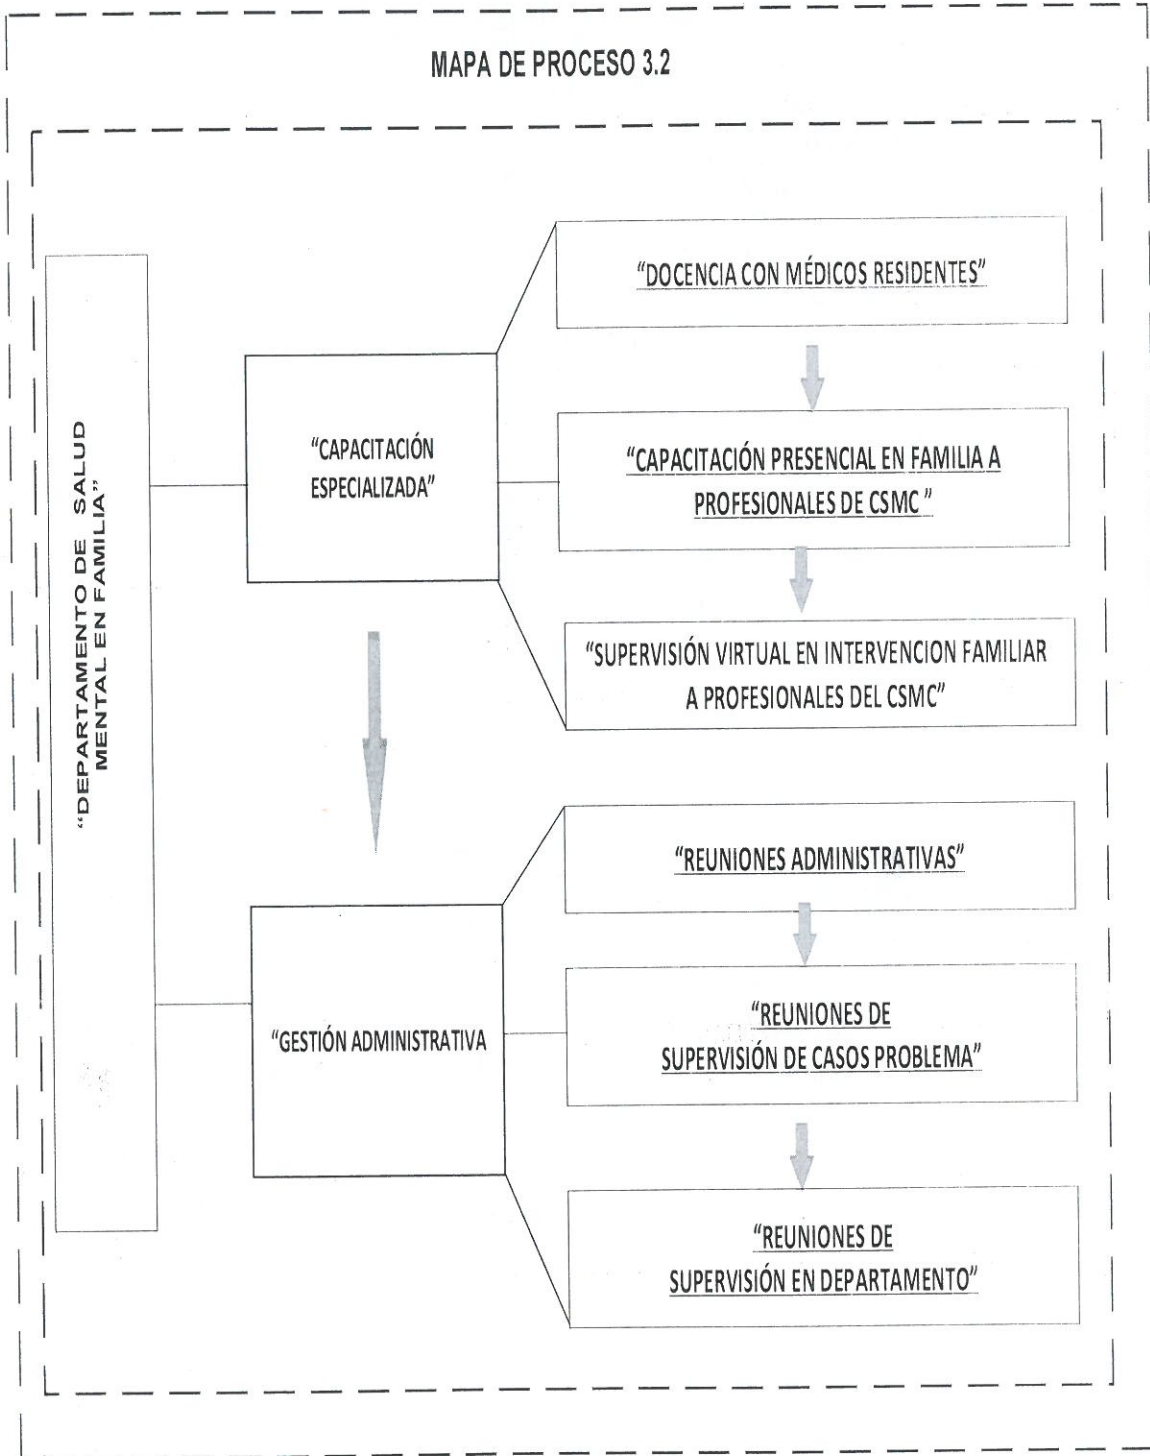 MAPA DE PROCESO 3.2
“DEPARTAMENTO DE SALUD
MENTAL EN FAMILIA”
“CAPACITACIÓN
ESPECIALIZADA”
“DOCENCIA CON MÉDICOS RESIDENTES”
“CAPACITACIÓN PRESENCIAL EN FAMILIA A
PROFESIONALES DE CSMC ”
“SUPERVISIÓN VIRTUAL EN INTERVENCION FAMILIAR
A PROFESIONALES DEL CSMC”
“GESTIÓN ADMINISTRATIVA
“REUNIONES ADMINISTRATIVAS”
“REUNIONES DE
SUPERVISIÓN DE CASOS PROBLEMA”
“REUNIONES DE
SUPERVISIÓN EN DEPARTAMENTO”